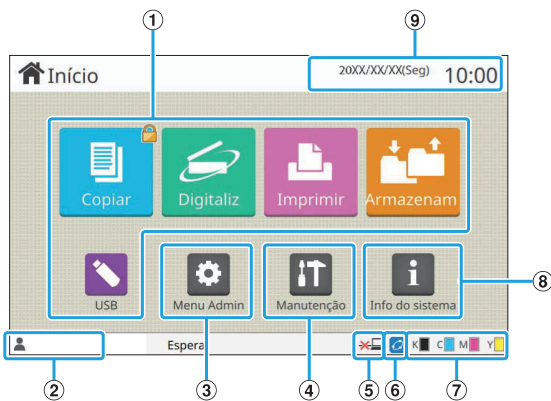 ① ⑨
Início 20XX/XX/XX(Seg) 10:00
Copiar Digitaliz Imprimir Armazenam
USB Menu Admin Manutenção Info do sistema
⑧
Espera K C M Y
② ③ ④ ⑤ ⑥ ⑦